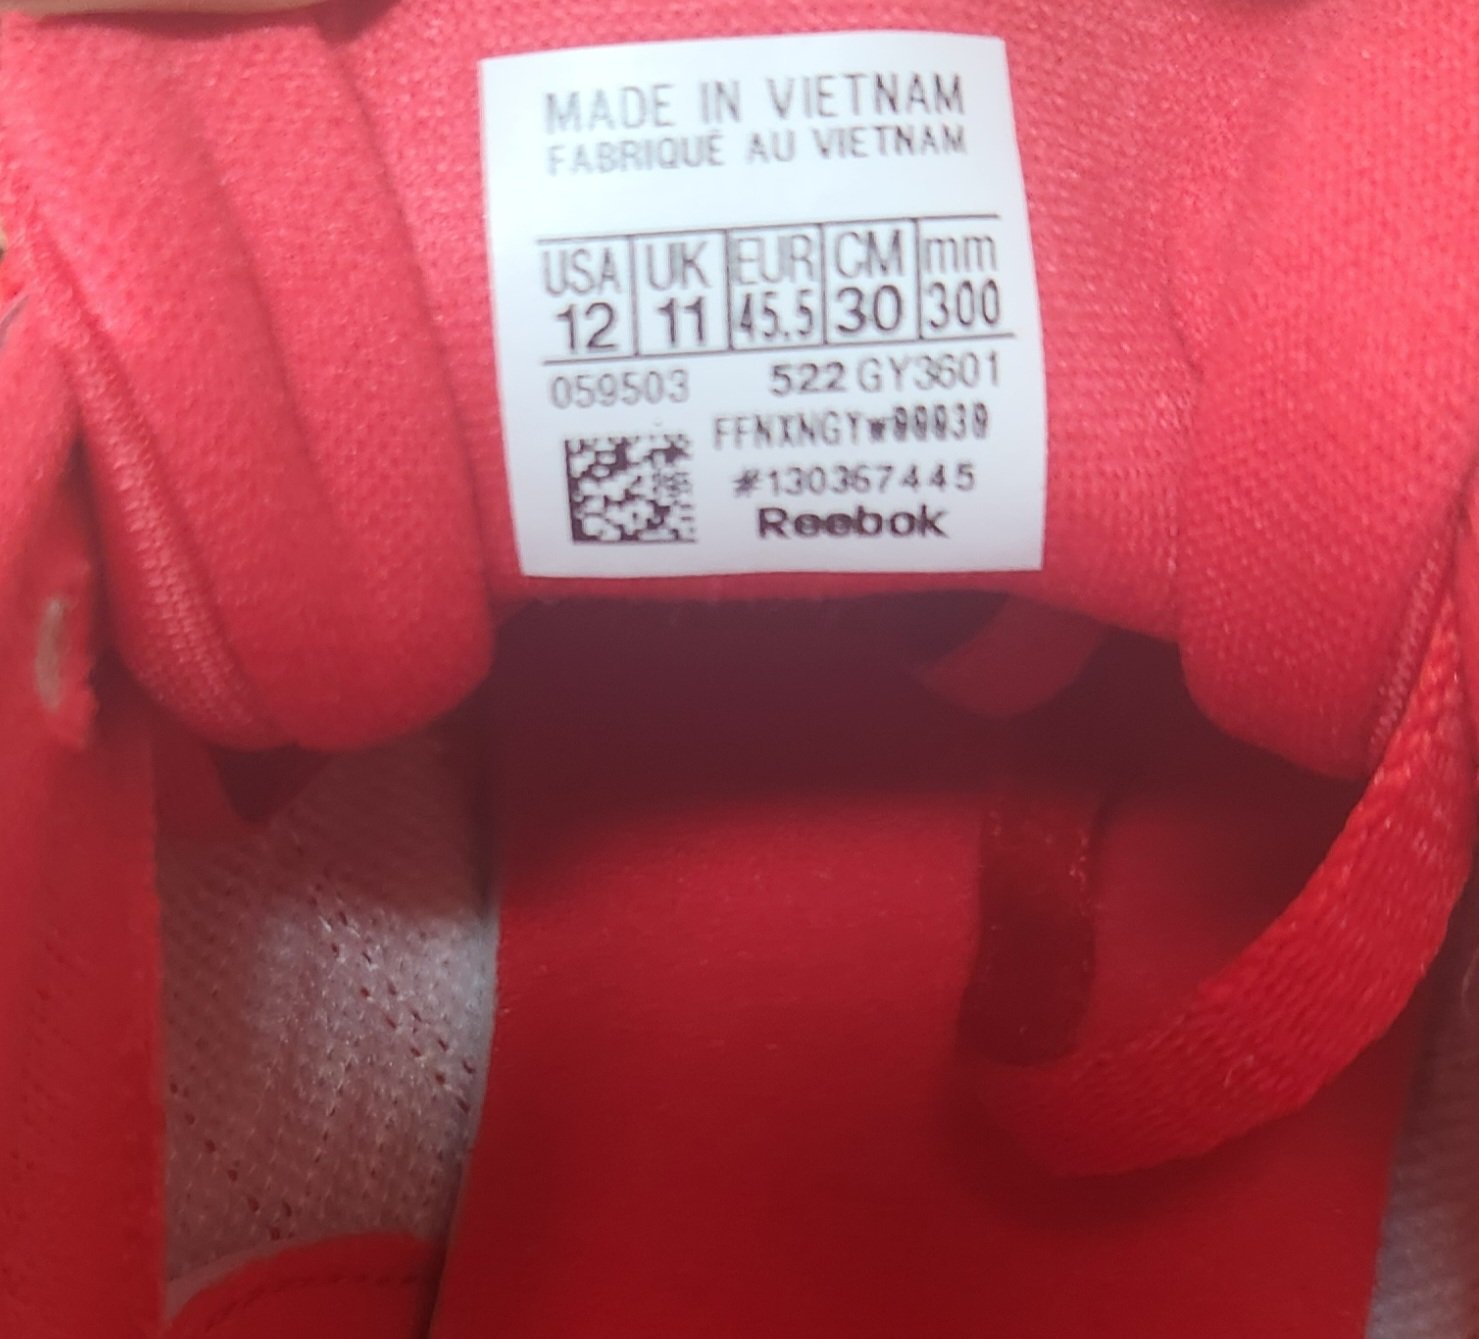 MADE IN VIETNAM
FABRIQUÉ AU VIETNAM
USA UK EUR CM mm
12 11 45.5 30 300
059503 522 GY3601
FFNXNGYW00030
#130367445
Reebok